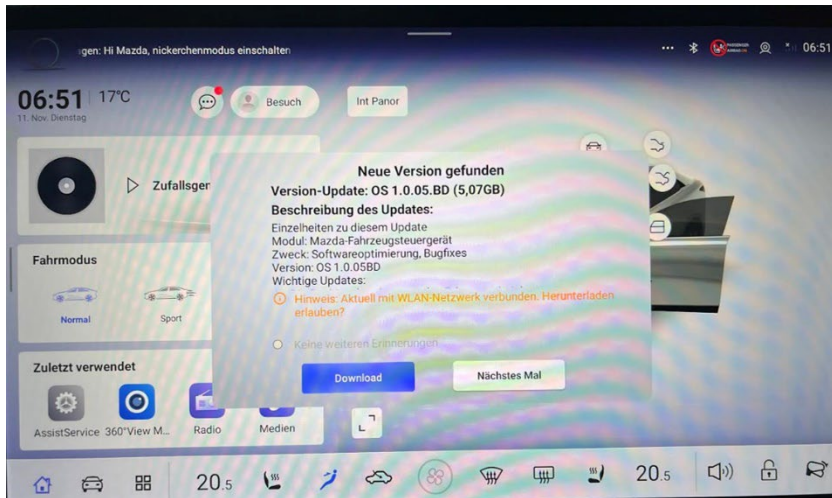 gen: Hi Mazda, nickerchenmodus einschalten
06:51
06:51
17°C
11. Nov. Dienstag
Besuch
Int Panor
Zufallsger
Neue Version gefunden
Version-Update: OS 1.0.05.BD (5,07GB)
Beschreibung des Updates:
Einzelheiten zu diesem Update
Modul: Mazda-Fahrzeugsteuergerät
Zweck: Softwareoptimierung, Bugfixes
Version: OS 1.0.05BD
Wichtige Updates:
Hinweis: Aktuell mit WLAN-Netzwerk verbunden. Herunterladen
erlauben?
Keine weiteren Erinnerungen
Download
Nächstes Mal
Fahrmodus
Normal
Sport
Zuletzt verwendet
AssistService
360°View M...
Radio
Medien
20.5
20.5